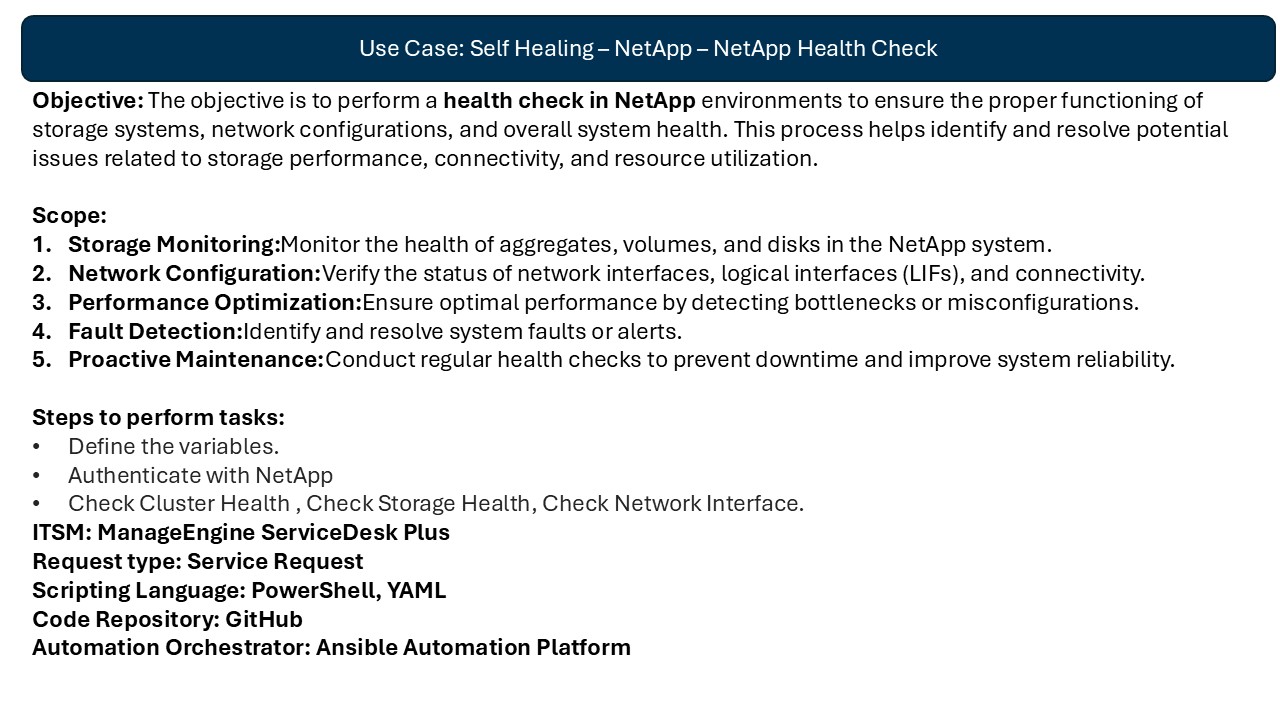 Use Case: Self Healing – NetApp – NetApp Health Check
Objective: The objective is to perform a health check in NetApp environments to ensure the proper functioning of
storage systems, network configurations, and overall system health. This process helps identify and resolve potential
issues related to storage performance, connectivity, and resource utilization.
Scope:
1. Storage Monitoring:Monitor the health of aggregates, volumes, and disks in the NetApp system.
2. Network Configuration:Verify the status of network interfaces, logical interfaces (LIFs), and connectivity.
3. Performance Optimization:Ensure optimal performance by detecting bottlenecks or misconfigurations.
4. Fault Detection:Identify and resolve system faults or alerts.
5. Proactive Maintenance:Conduct regular health checks to prevent downtime and improve system reliability.
Steps to perform tasks:
• Define the variables.
• Authenticate with NetApp
• Check Cluster Health , Check Storage Health, Check Network Interface.
ITSM: ManageEngine ServiceDesk Plus
Request type: Service Request
Scripting Language: PowerShell, YAML
Code Repository: GitHub
Automation Orchestrator: Ansible Automation Platform